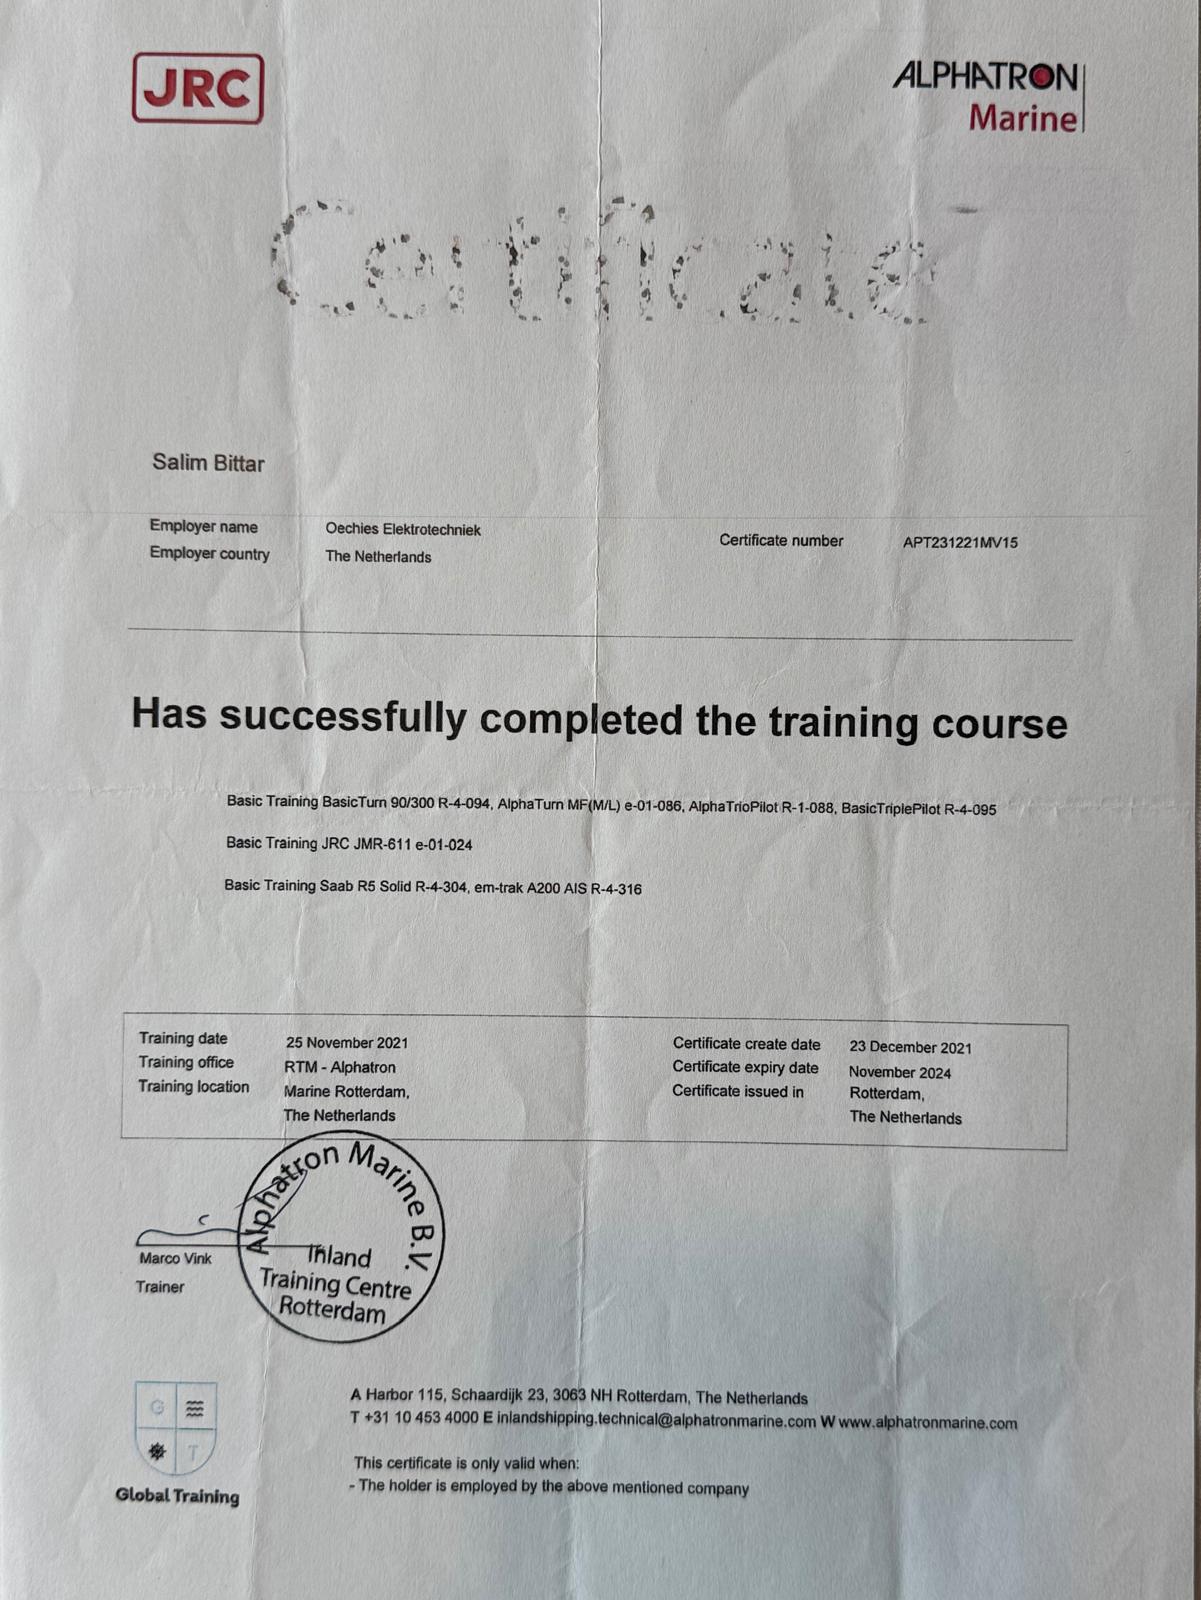 JRC
ALPHATRON
Marine
Certificate
Salim Bittar
Employer name Oechies Elektrotechniek
Employer country The Netherlands
Certificate number APT231221MV15
Has successfully completed the training course
Basic Training BasicTurn 90/300 R-4-094, AlphaTurn MF(M/L) e-01-086, AlphaTrioPilot R-1-088, BasicTriplePilot R-4-095
Basic Training JRC JMR-611 e-01-024
Basic Training Saab R5 Solid R-4-304, em-trak A200 AIS R-4-316
Training date 25 November 2021
Training office RTM - Alphatron
Training location Marine Rotterdam,
The Netherlands
Certificate create date 23 December 2021
Certificate expiry date November 2024
Certificate issued in Rotterdam,
The Netherlands
Alphatron Marine B.V.
Inland
Training Centre
Rotterdam
Marco Vink
Trainer
G
T
Global Training
A Harbor 115, Schaardijk 23, 3063 NH Rotterdam, The Netherlands
T +31 10 453 4000 E inlandshipping.technical@alphatronmarine.com W www.alphatronmarine.com
This certificate is only valid when:
- The holder is employed by the above mentioned company